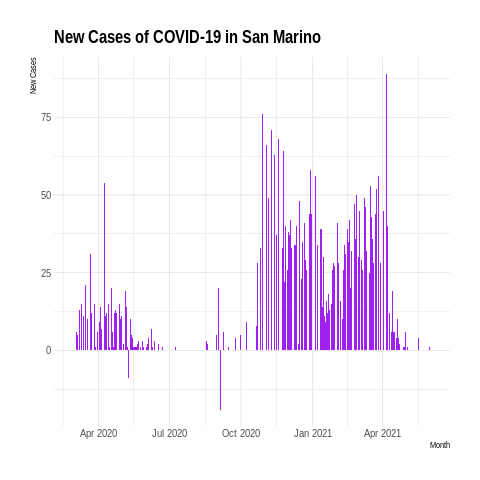 New Cases of COVID-19 in San Marino
New Cases
75
50
25
0
Apr 2020 Jul 2020 Oct 2020 Jan 2021 Apr 2021
Month